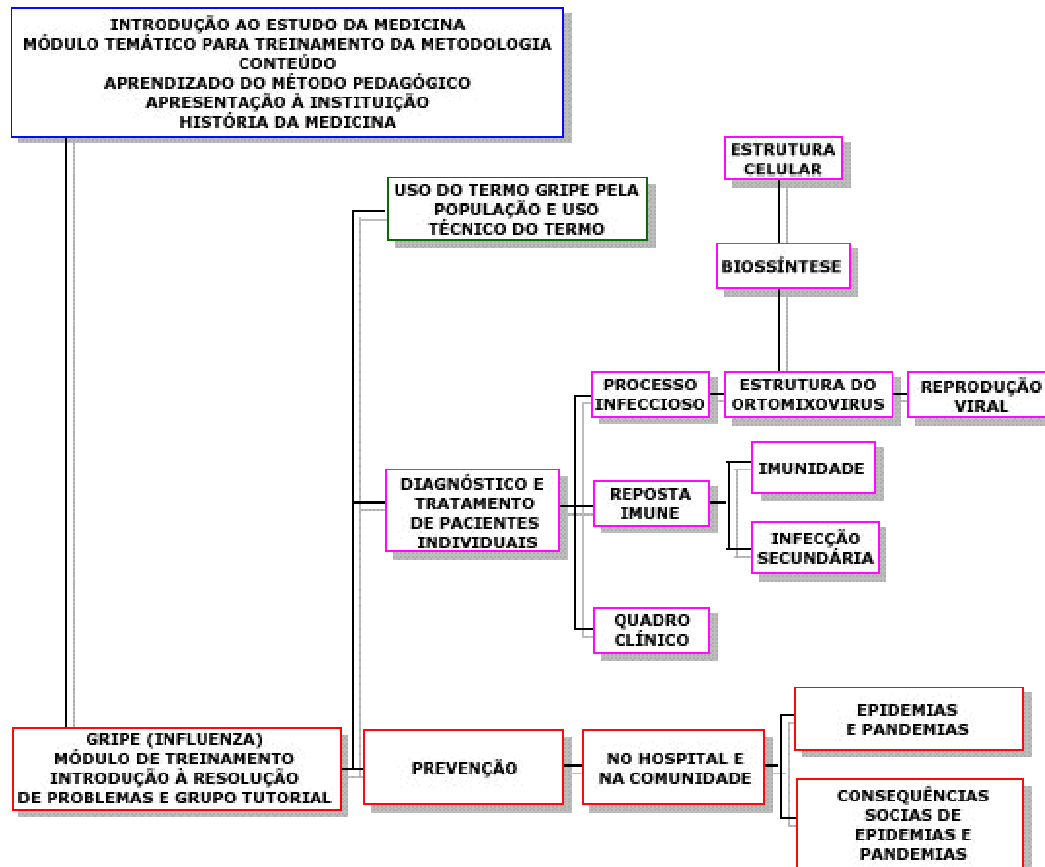 INTRODUÇÃO AO ESTUDO DA MEDICINA
MÓDULO TEMÁTICO PARA TREINAMENTO DA METODOLOGIA
CONTEÚDO
APRENDIZADO DO MÉTODO PEDAGÓGICO
APRESENTAÇÃO À INSTITUIÇÃO
HISTÓRIA DA MEDICINA
ESTRUTURA
CELULAR
USO DO TERMO GRIPE PELA
POPULAÇÃO E USO
TÉCNICO DO TERMO
BIOSSÍNTESE
PROCESSO
INFECCIOSO
ESTRUTURA DO
ORTOMIXOVIRUS
REPRODUÇÃO
VIRAL
DIAGNÓSTICO E
TRATAMENTO
DE PACIENTES
INDIVIDUAIS
REPOSTA
IMUNE
IMUNIDADE
INFECÇÃO
SECUNDÁRIA
QUADRO
CLÍNICO
GRIPE (INFLUENZA)
MÓDULO DE TREINAMENTO
INTRODUÇÃO À RESOLUÇÃO
DE PROBLEMAS E GRUPO TUTORIAL
PREVENÇÃO
NO HOSPITAL E
NA COMUNIDADE
EPIDEMIAS
E PANDEMIAS
CONSEQUÊNCIAS
SOCIAS DE
EPIDEMIAS E
PANDEMIAS